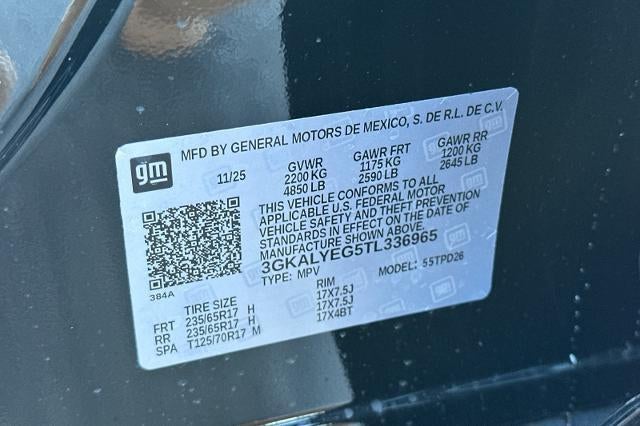 gm MFD BY GENERAL MOTORS DE MEXICO, S. DE R.L. DE C.V.
11/25 GVWR GAWR FRT GAWR RR
2200 KG 1175 KG 1200 KG
4850 LB 2590 LB 2645 LB
THIS VEHICLE CONFORMS TO ALL
APPLICABLE U.S. FEDERAL MOTOR
VEHICLE SAFETY AND THEFT PREVENTION
STANDARDS IN EFFECT ON THE DATE OF
MANUFACTURE SHOWN ABOVE.
3GKALYEG5TL336965
TYPE: MPV MODEL: 55TPD26
384A
TIRE SIZE RIM
FRT 235/65R17 H 17X7.5J
RR 235/65R17 H 17X7.5J
SPA T125/70R17 M 17X4BT